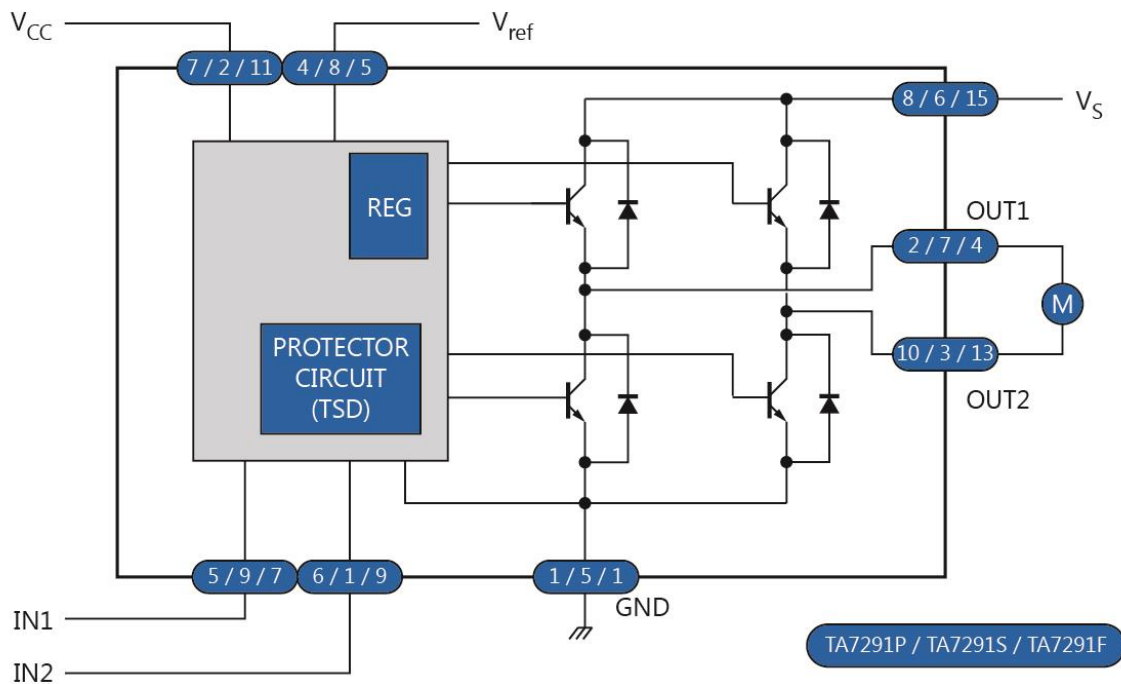 VCC
Vref
7 / 2 / 11
4 / 8 / 5
8 / 6 / 15
VS
REG
OUT1
2 / 7 / 4
M
PROTECTOR
CIRCUIT
(TSD)
10 / 3 / 13
OUT2
5 / 9 / 7
6 / 1 / 9
1 / 5 / 1
GND
IN1
IN2
TA7291P / TA7291S / TA7291F